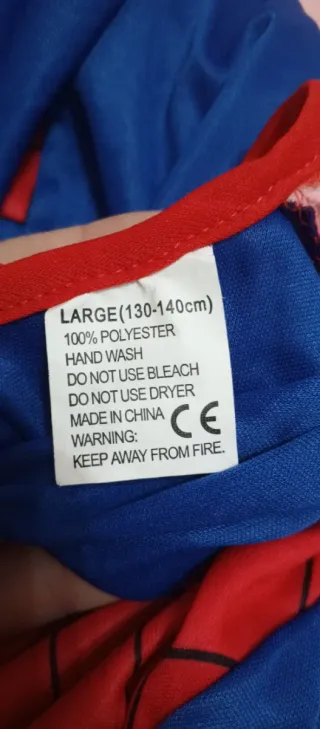 LARGE(130-140cm)
100% POLYESTER
HAND WASH
DO NOT USE BLEACH
DO NOT USE DRYER
MADE IN CHINA CE
WARNING:
KEEP AWAY FROM FIRE.